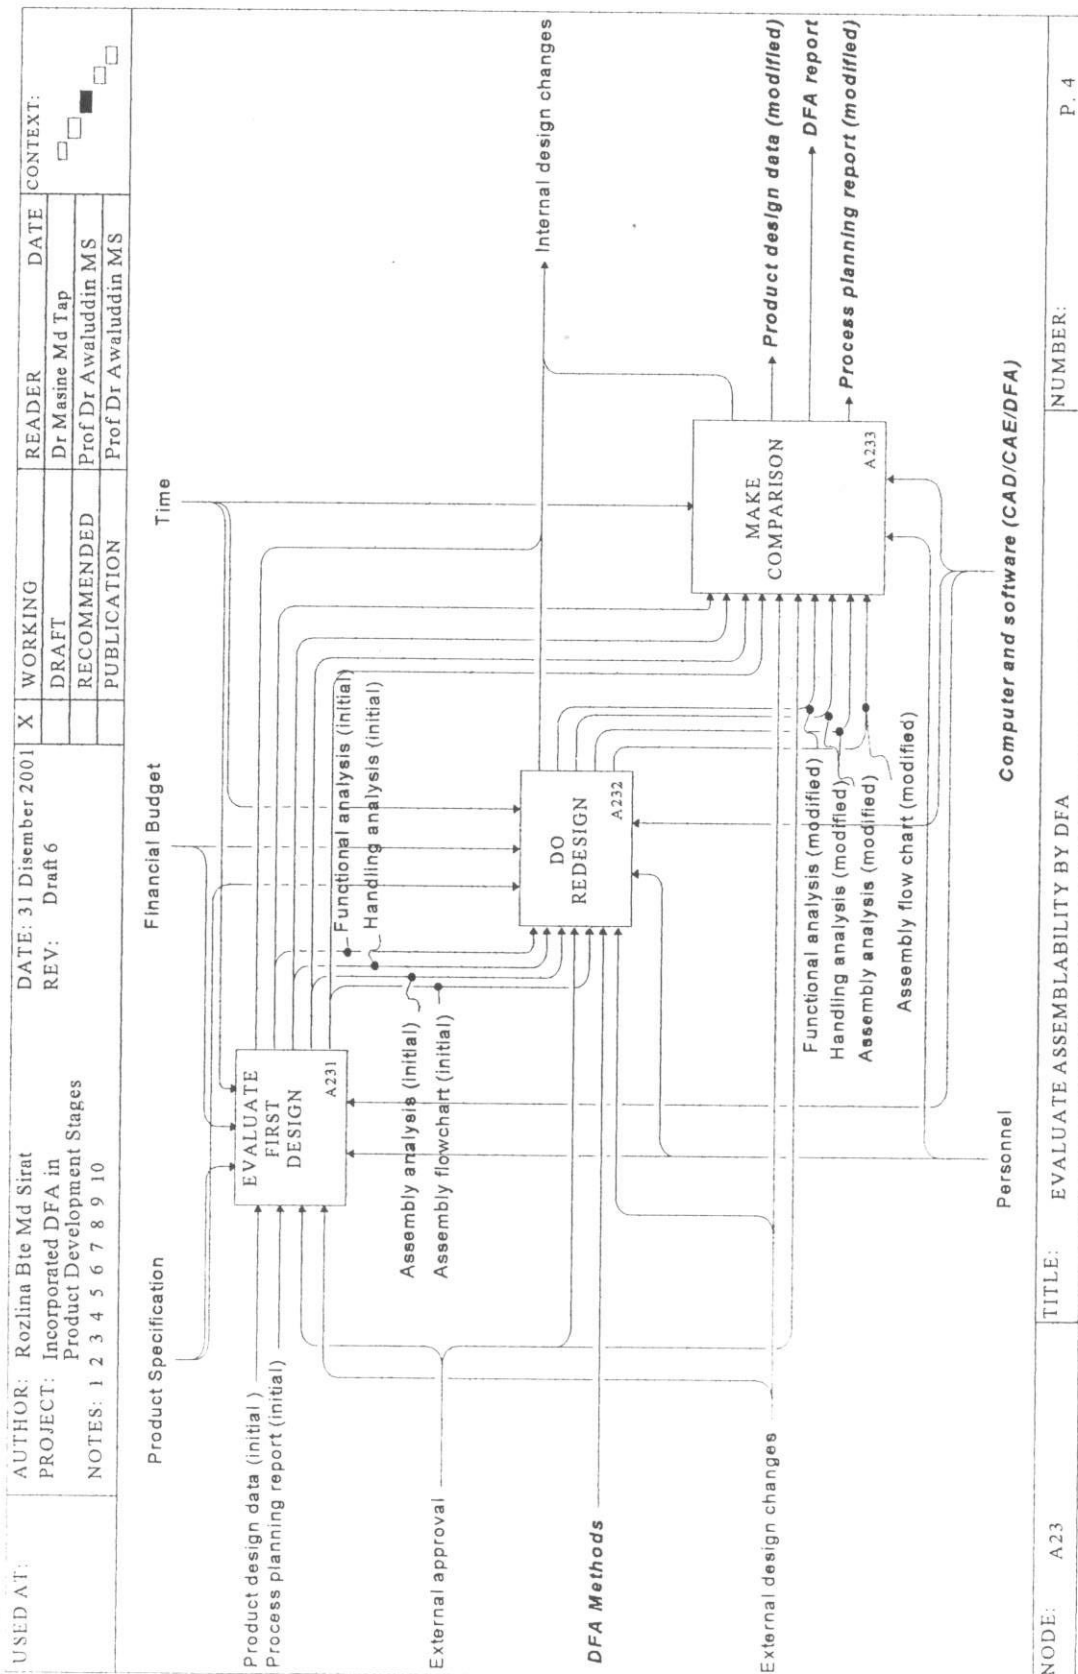 USED AT:
AUTHOR: Rozlina Bte Md Sirat
PROJECT: Incorporated DFA in
Product Development Stages
NOTES: 1 2 3 4 5 6 7 8 9 10
DATE: 31 Disember 2001
REV: Draft 6
X WORKING
DRAFT
RECOMMENDED
PUBLICATION
READER DATE
Dr Masine Md Tap
Prof Dr Awaluddin MS
Prof Dr Awaluddin MS
CONTEXT:
Product Specification
Financial Budget
Time
Product design data (initial )
Process planning report (initial)
External approval
DFA Methods
External design changes
EVALUATE
FIRST
DESIGN
A231
Functional analysis (initial)
Handling analysis (initial)
Assembly analysis (initial)
Assembly flowchart (initial)
DO
REDESIGN
A232
Functional analysis (modified)
Handling analysis (modified)
Assembly analysis (modified)
Assembly flow chart (modified)
MAKE
COMPARISON
A233
Internal design changes
Product design data (modified)
DFA report
Process planning report (modified)
Personnel
Computer and software (CAD/CAE/DFA)
NODE: A23
TITLE: EVALUATE ASSEMBLABILITY BY DFA
NUMBER: P. 4